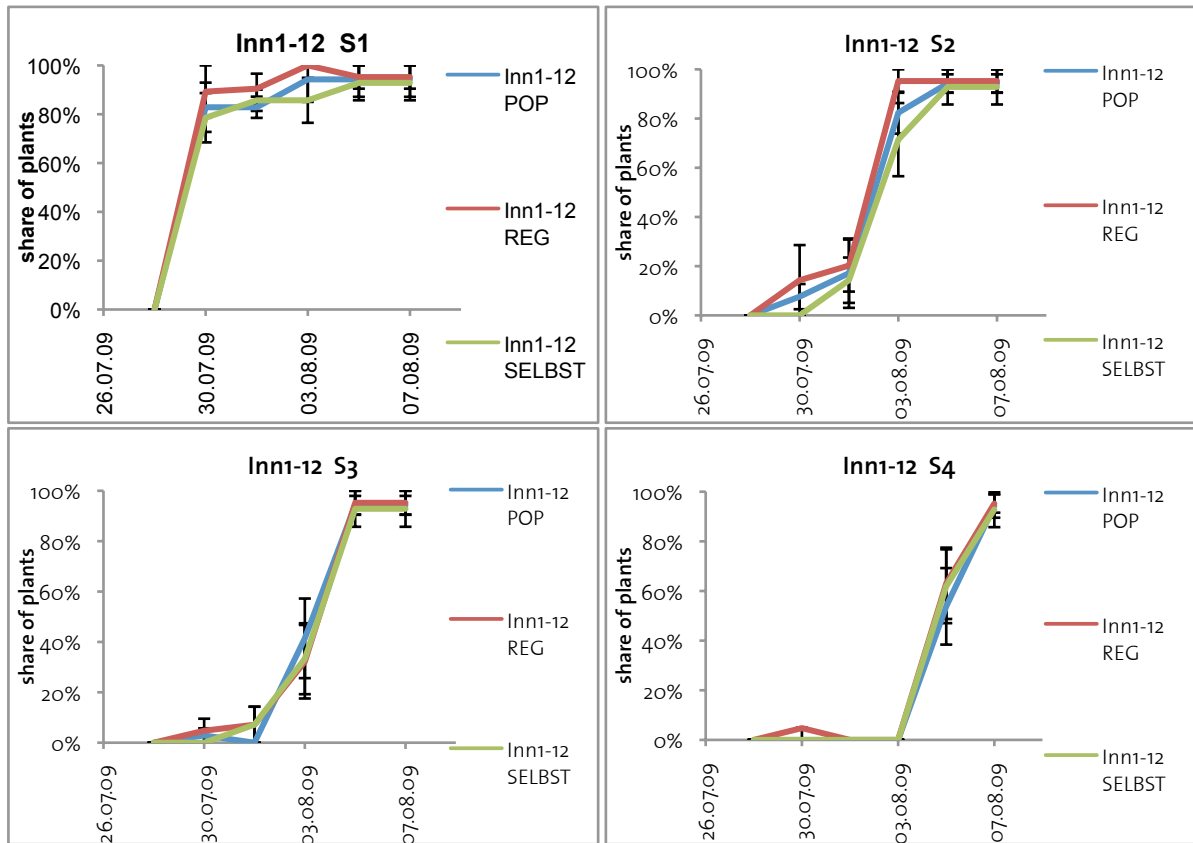 Inn1-12 S1
share of plants
100%
80%
60%
40%
20%
0%
26.07.09
30.07.09
03.08.09
07.08.09
Inn1-12
POP
Inn1-12
REG
Inn1-12
SELBST
Inn1-12 S2
share of plants
100%
80%
60%
40%
20%
0%
26.07.09
30.07.09
03.08.09
07.08.09
Inn1-12
POP
Inn1-12
REG
Inn1-12
SELBST
Inn1-12 S3
share of plants
100%
80%
60%
40%
20%
0%
26.07.09
30.07.09
03.08.09
07.08.09
Inn1-12
POP
Inn1-12
REG
Inn1-12
SELBST
Inn1-12 S4
share of plants
100%
80%
60%
40%
20%
0%
26.07.09
30.07.09
03.08.09
07.08.09
Inn1-12
POP
Inn1-12
REG
Inn1-12
SELBST